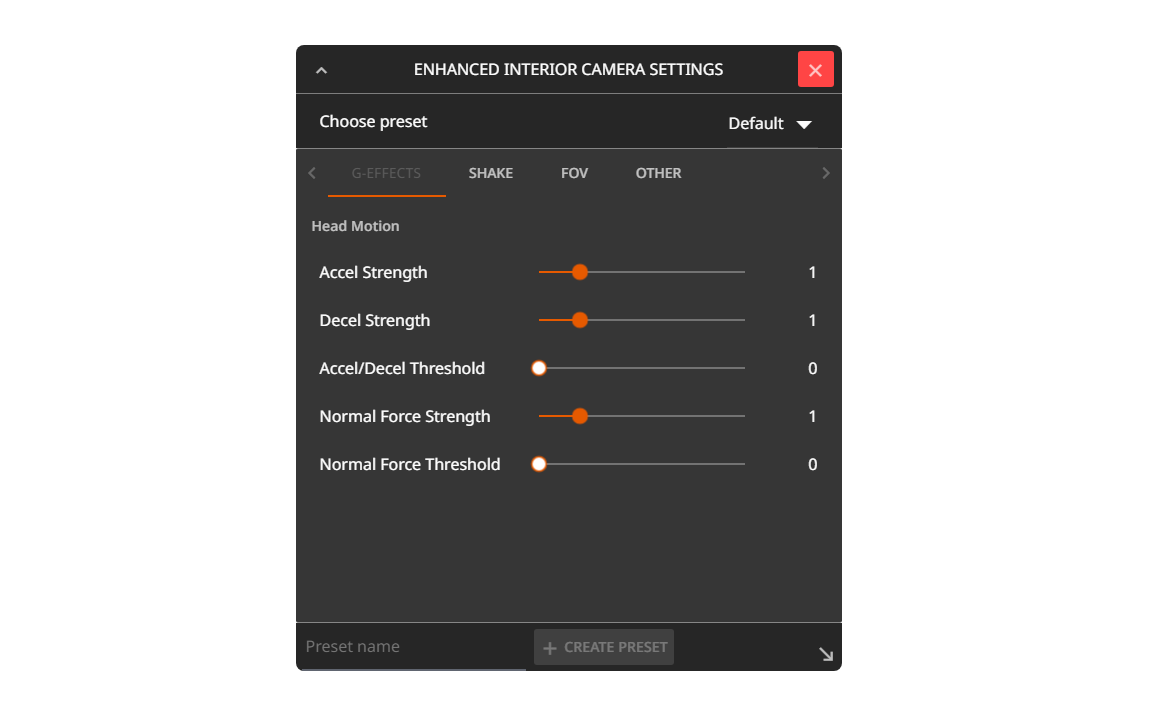 ENHANCED INTERIOR CAMERA SETTINGS
Choose preset Default
G-EFFECTS SHAKE FOV OTHER
Head Motion
Accel Strength 1
Decel Strength 1
Accel/Decel Threshold 0
Normal Force Strength 1
Normal Force Threshold 0
Preset name + CREATE PRESET